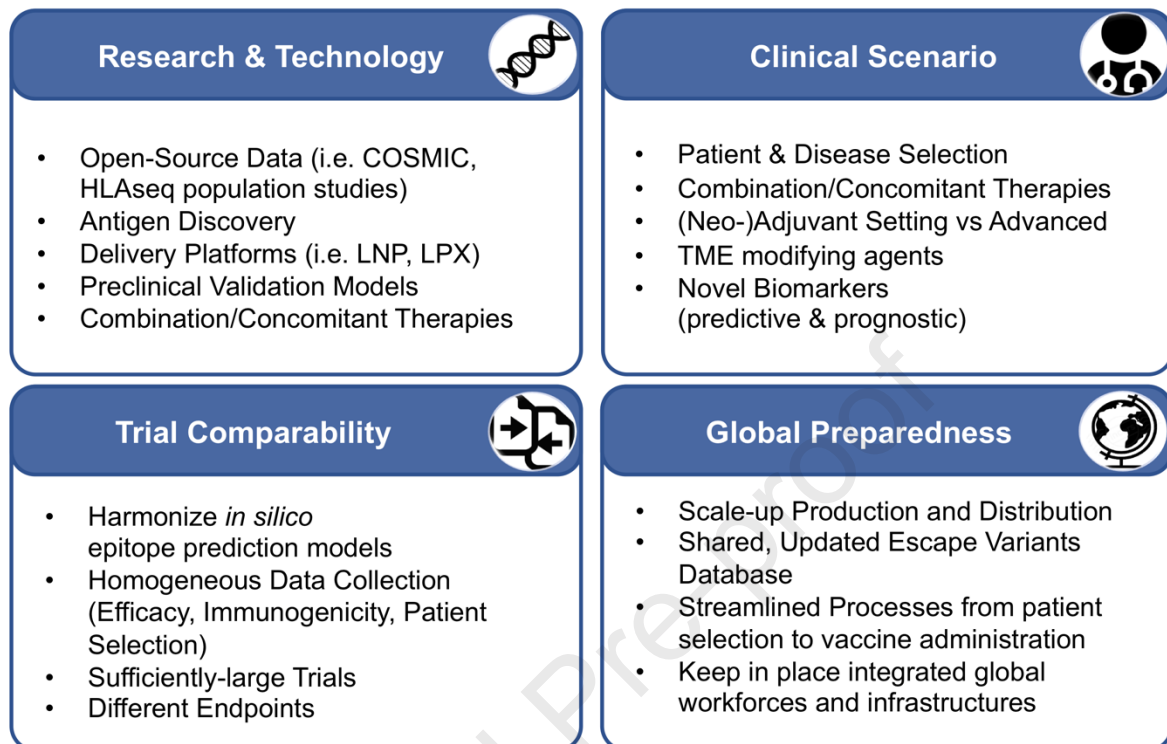 Research & Technology
• Open-Source Data (i.e. COSMIC,
HLAseq population studies)
• Antigen Discovery
• Delivery Platforms (i.e. LNP, LPX)
• Preclinical Validation Models
• Combination/Concomitant Therapies
Clinical Scenario
• Patient & Disease Selection
• Combination/Concomitant Therapies
• (Neo-)Adjuvant Setting vs Advanced
• TME modifying agents
• Novel Biomarkers
(predictive & prognostic)
Trial Comparability
• Harmonize in silico
epitope prediction models
• Homogeneous Data Collection
(Efficacy, Immunogenicity, Patient
Selection)
• Sufficiently-large Trials
• Different Endpoints
Global Preparedness
• Scale-up Production and Distribution
• Shared, Updated Escape Variants
Database
• Streamlined Processes from patient
selection to vaccine administration
• Keep in place integrated global
workforces and infrastructures
Pre-proof